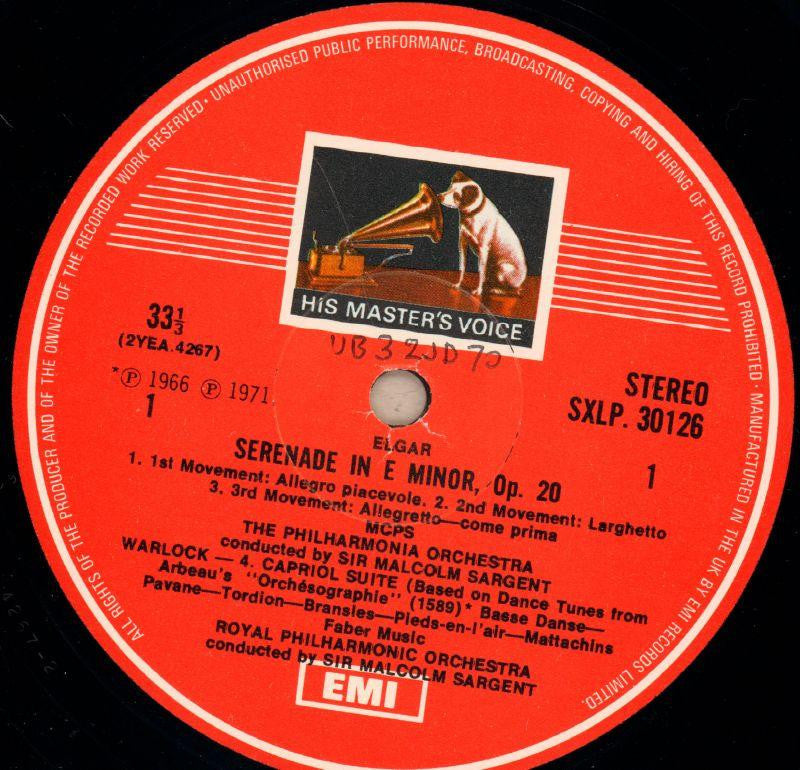 ALL RIGHTS OF THE PRODUCER AND OF THE OWNER OF THE RECORDED WORK RESERVED · UNAUTHORISED PUBLIC PERFORMANCE, BROADCASTING, COPYING AND HIRING OF THIS RECORD PROHIBITED · MANUFACTURED IN THE UK BY EMI RECORDS LIMITED.
HIS MASTER'S VOICE
33⅓
(2YEA.4267)
*Ⓟ 1966 Ⓟ 1971
1
STEREO
SXLP. 30126
1
ELGAR
SERENADE IN E MINOR, Op. 20
1. 1st Movement: Allegro piacevole. 2. 2nd Movement: Larghetto
3. 3rd Movement: Allegretto—come prima
MCPS
THE PHILHARMONIA ORCHESTRA
conducted by SIR MALCOLM SARGENT
WARLOCK — 4. CAPRIOL SUITE (Based on Dance Tunes from
Arbeau's "Orchésographie" (1589)* Basse Danse—
Pavane—Tordion—Bransles—Pieds-en-l'air—Mattachins
Faber Music
ROYAL PHILHARMONIC ORCHESTRA
conducted by SIR MALCOLM SARGENT
EMI